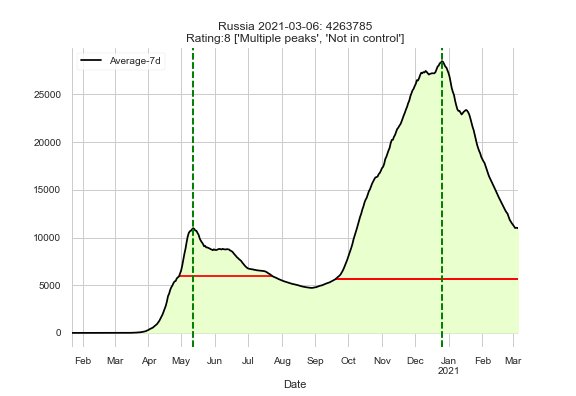 Russia 2021-03-06: 4263785
Rating:8 ['Multiple peaks', 'Not in control']
Average-7d
25000
20000
15000
10000
5000
0
Feb Mar Apr May Jun Jul Aug Sep Oct Nov Dec Jan Feb Mar
2021
Date